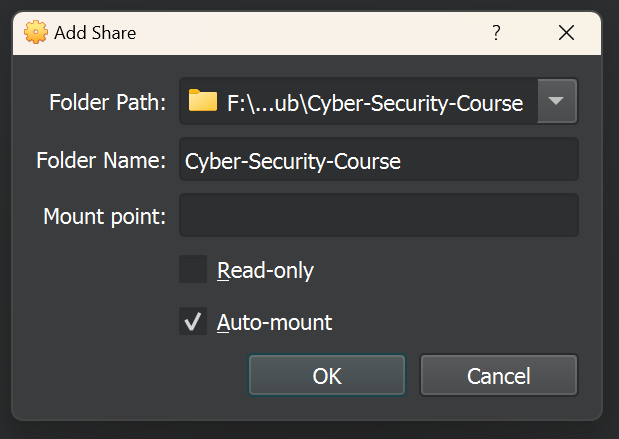 Add Share
?
Folder Path: F:\...ub\Cyber-Security-Course
Folder Name: Cyber-Security-Course
Mount point:
Read-only
Auto-mount
OK Cancel